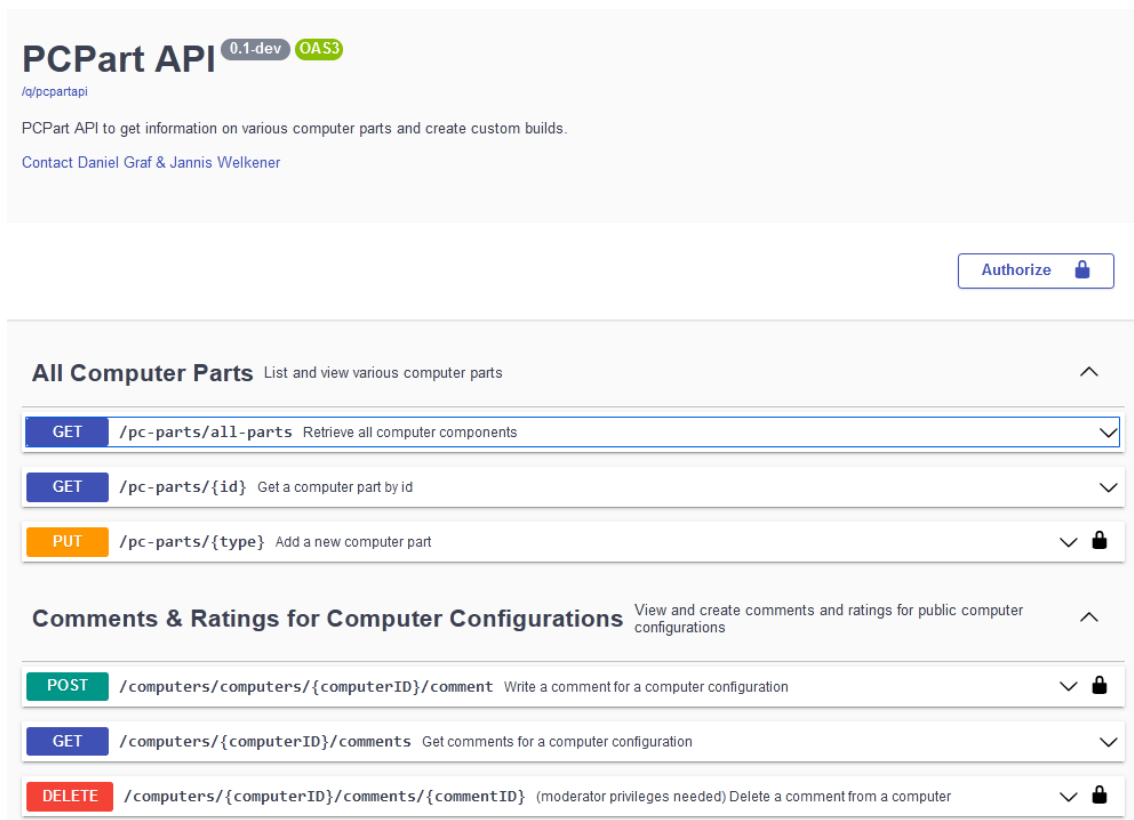 PCPart API 0.1-dev OAS3
/q/pcpartapi
PCPart API to get information on various computer parts and create custom builds.
Contact Daniel Graf & Jannis Welkener
Authorize
All Computer Parts List and view various computer parts
GET /pc-parts/all-parts Retrieve all computer components
GET /pc-parts/{id} Get a computer part by id
PUT /pc-parts/{type} Add a new computer part
Comments & Ratings for Computer Configurations View and create comments and ratings for public computer
configurations
POST /computers/computers/{computerID}/comment Write a comment for a computer configuration
GET /computers/{computerID}/comments Get comments for a computer configuration
DELETE /computers/{computerID}/comments/{commentID} (moderator privileges needed) Delete a comment from a computer